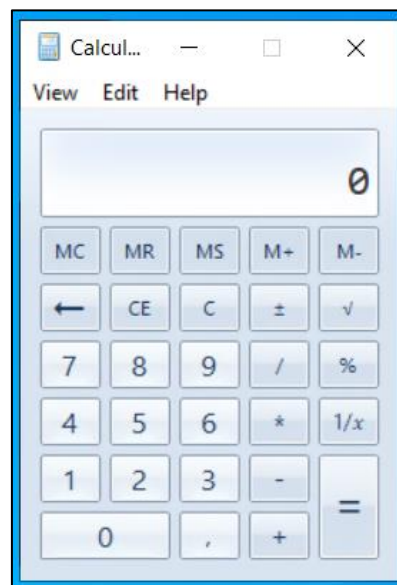 Calcul...
View Edit Help
0
MC MR MS M+ M-
← CE C ± √
7 8 9 / %
4 5 6 * 1/x
1 2 3 - =
0 , +